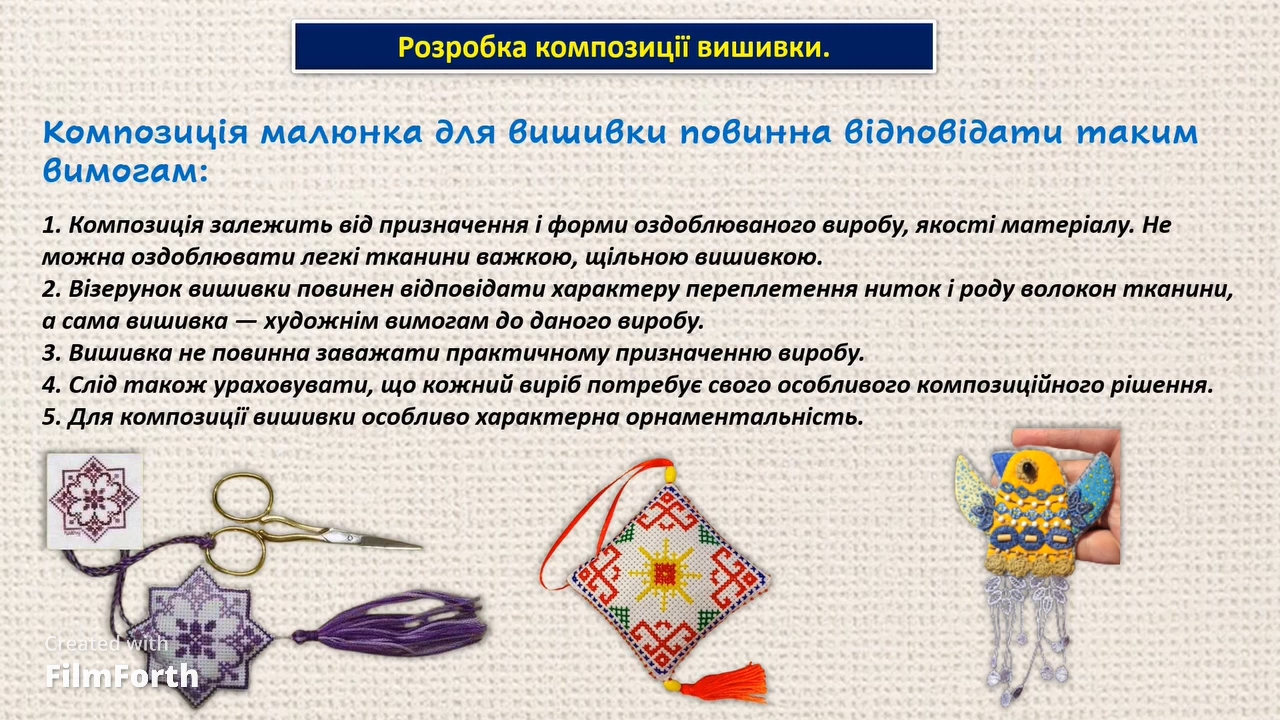 Розробка композиції вишивки.
Композиція малюнка для вишивки повинна відповідати таким
вимогам:
1. Композиція залежить від призначення і форми оздоблюваного виробу, якості матеріалу. Не
можна оздоблювати легкі тканини важкою, щільною вишивкою.
2. Візерунок вишивки повинен відповідати характеру переплетення ниток і роду волокон тканини,
а сама вишивка — художнім вимогам до даного виробу.
3. Вишивка не повинна заважати практичному призначенню виробу.
4. Слід також ураховувати, що кожний виріб потребує свого особливого композиційного рішення.
5. Для композиції вишивки особливо характерна орнаментальність.
Created with
FilmForth